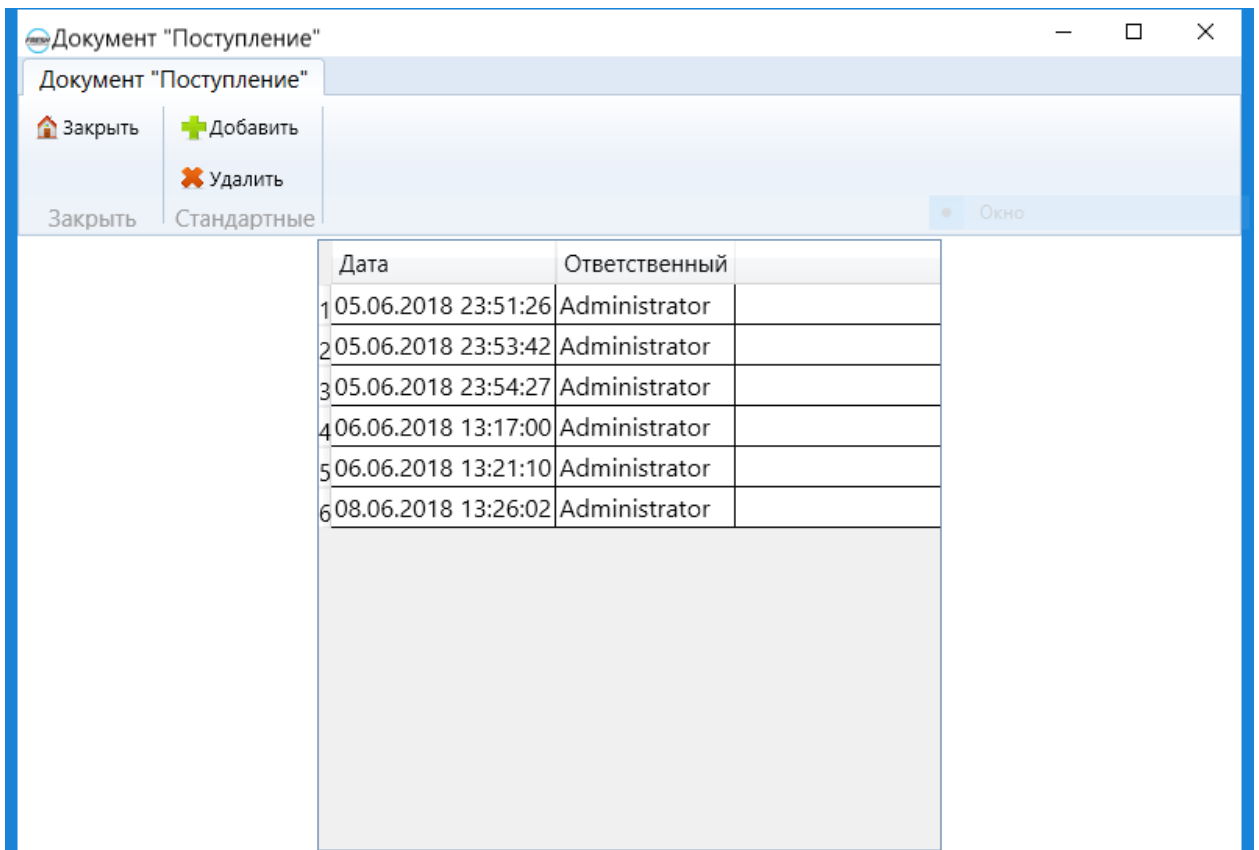 FRESH Документ "Поступление"
Документ "Поступление"
Закрыть Добавить
Удалить
Закрыть Стандартные
Окно
Дата Ответственный
1 05.06.2018 23:51:26 Administrator
2 05.06.2018 23:53:42 Administrator
3 05.06.2018 23:54:27 Administrator
4 06.06.2018 13:17:00 Administrator
5 06.06.2018 13:21:10 Administrator
6 08.06.2018 13:26:02 Administrator